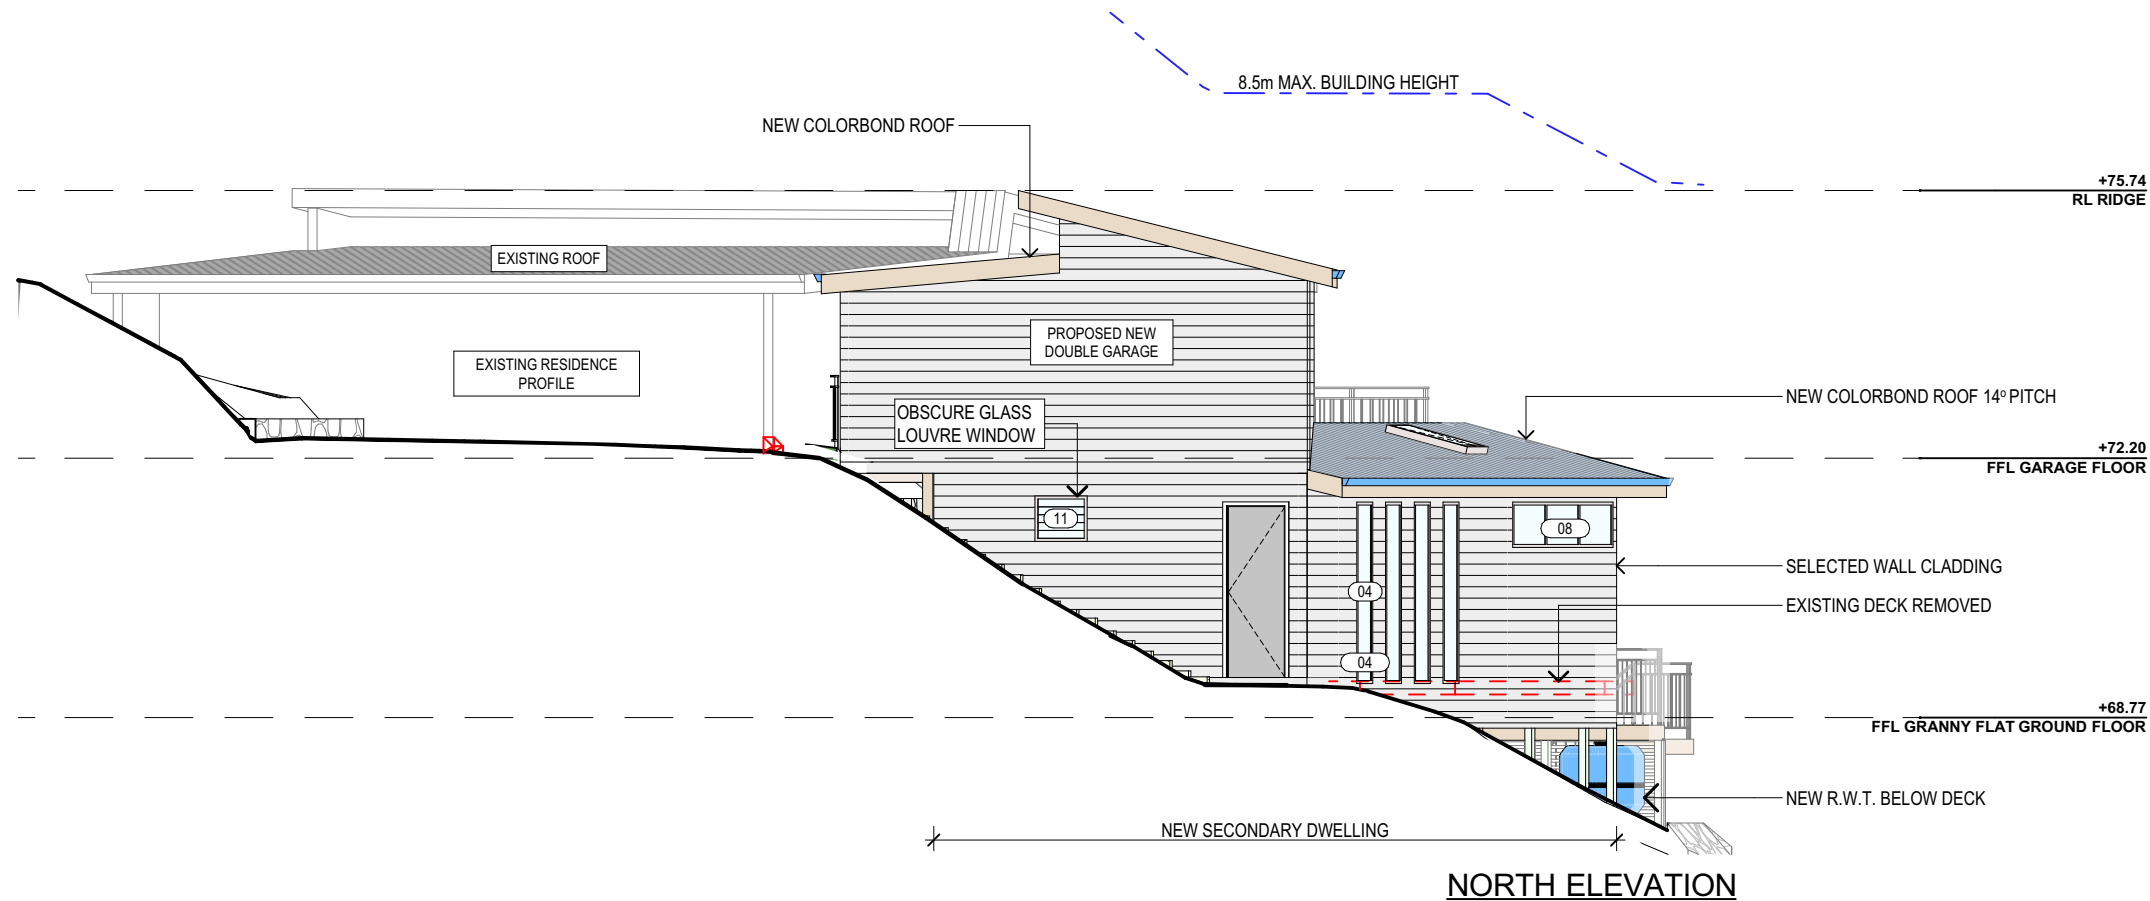 8.5m MAX. BUILDING HEIGHT
NEW COLORBOND ROOF
+75.74
RL RIDGE
EXISTING ROOF
PROPOSED NEW
DOUBLE GARAGE
EXISTING RESIDENCE
PROFILE
NEW COLORBOND ROOF 14º PITCH
OBSCURE GLASS
LOUVRE WINDOW
+72.20
FFL GARAGE FLOOR
11
08
SELECTED WALL CLADDING
04
EXISTING DECK REMOVED
04
+68.77
FFL GRANNY FLAT GROUND FLOOR
NEW R.W.T. BELOW DECK
NEW SECONDARY DWELLING
NORTH ELEVATION